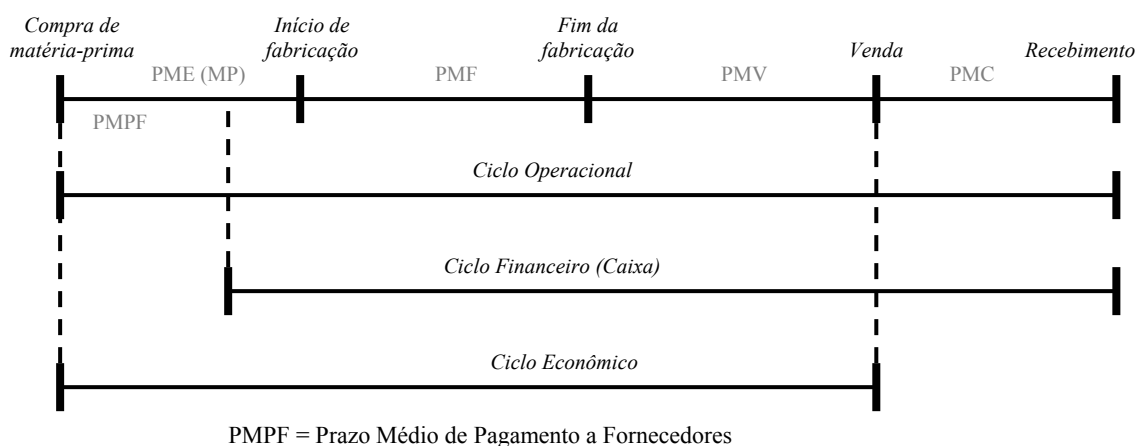 Compra de
matéria-prima
Início de
fabricação
Fim da
fabricação
Venda
Recebimento
PME (MP)
PMF
PMV
PMC
PMPF
Ciclo Operacional
Ciclo Financeiro (Caixa)
Ciclo Econômico
PMPF = Prazo Médio de Pagamento a Fornecedores